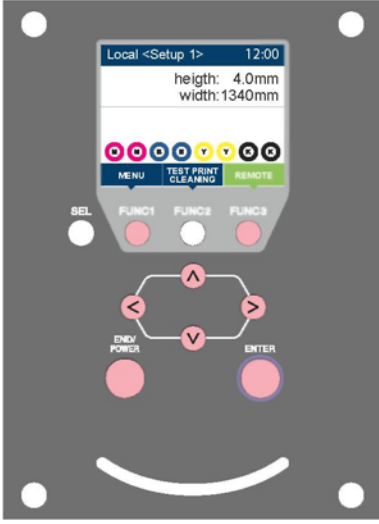 Local <Setup 1> 12:00
heigth: 4.0mm
width:1340mm
M M B B Y Y K K
MENU TEST PRINT CLEANING REMOTE
SEL FUNC1 FUNC2 FUNC3
END/
POWER
ENTER